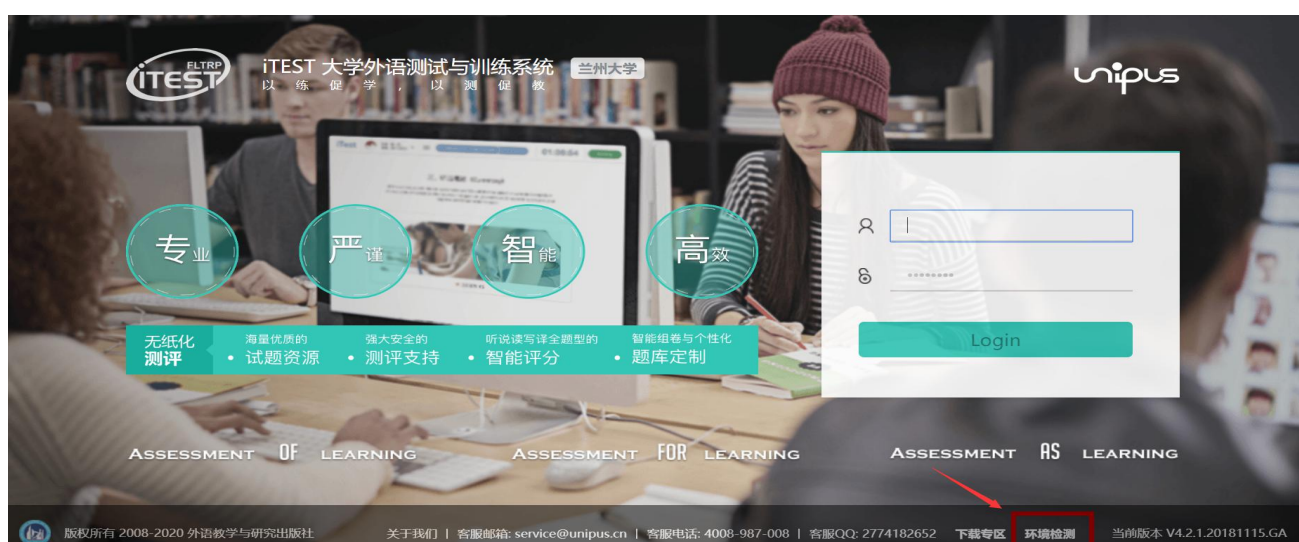 FLTRP
iTEST
iTEST 大学外语测试与训练系统 兰州大学
以 练 促 学 , 以 测 促 教
unipus
iTest
01:08:04
专业
严谨
智能
高效
无纸化
测评
海量优质的
• 试题资源
强大安全的
• 测评支持
听说读写译全题型的
• 智能评分
智能组卷与个性化
• 题库定制
Login
ASSESSMENT OF LEARNING
ASSESSMENT FOR LEARNING
ASSESSMENT AS LEARNING
版权所有 2008-2020 外语教学与研究出版社 关于我们 | 客服邮箱: service@unipus.cn | 客服电话: 4008-987-008 | 客服QQ: 2774182652 下载专区 环境检测 当前版本 V4.2.1.20181115.GA